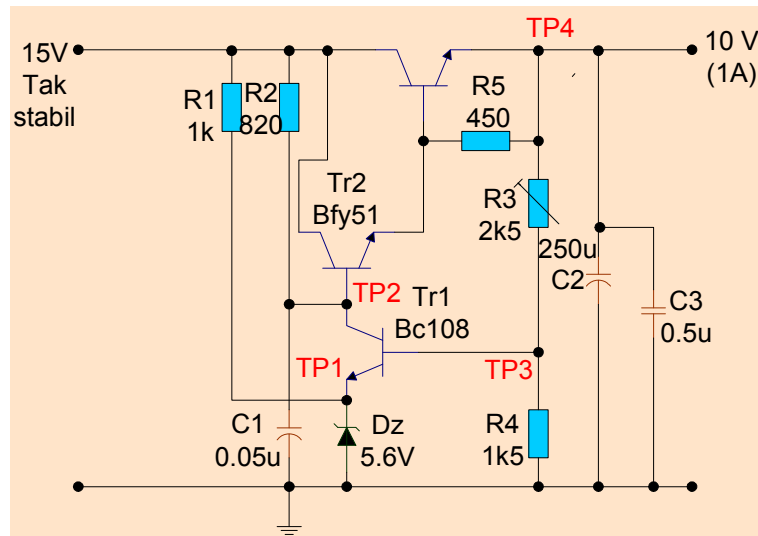 TP4
15V
Tak
stabil
10 V
(1A)
R1
1k
R2
820
R5
450
Tr2
Bfy51
R3
2k5
250u
C2
TP2
Tr1
Bc108
C3
0.5u
TP1
TP3
C1
0.05u
Dz
5.6V
R4
1k5